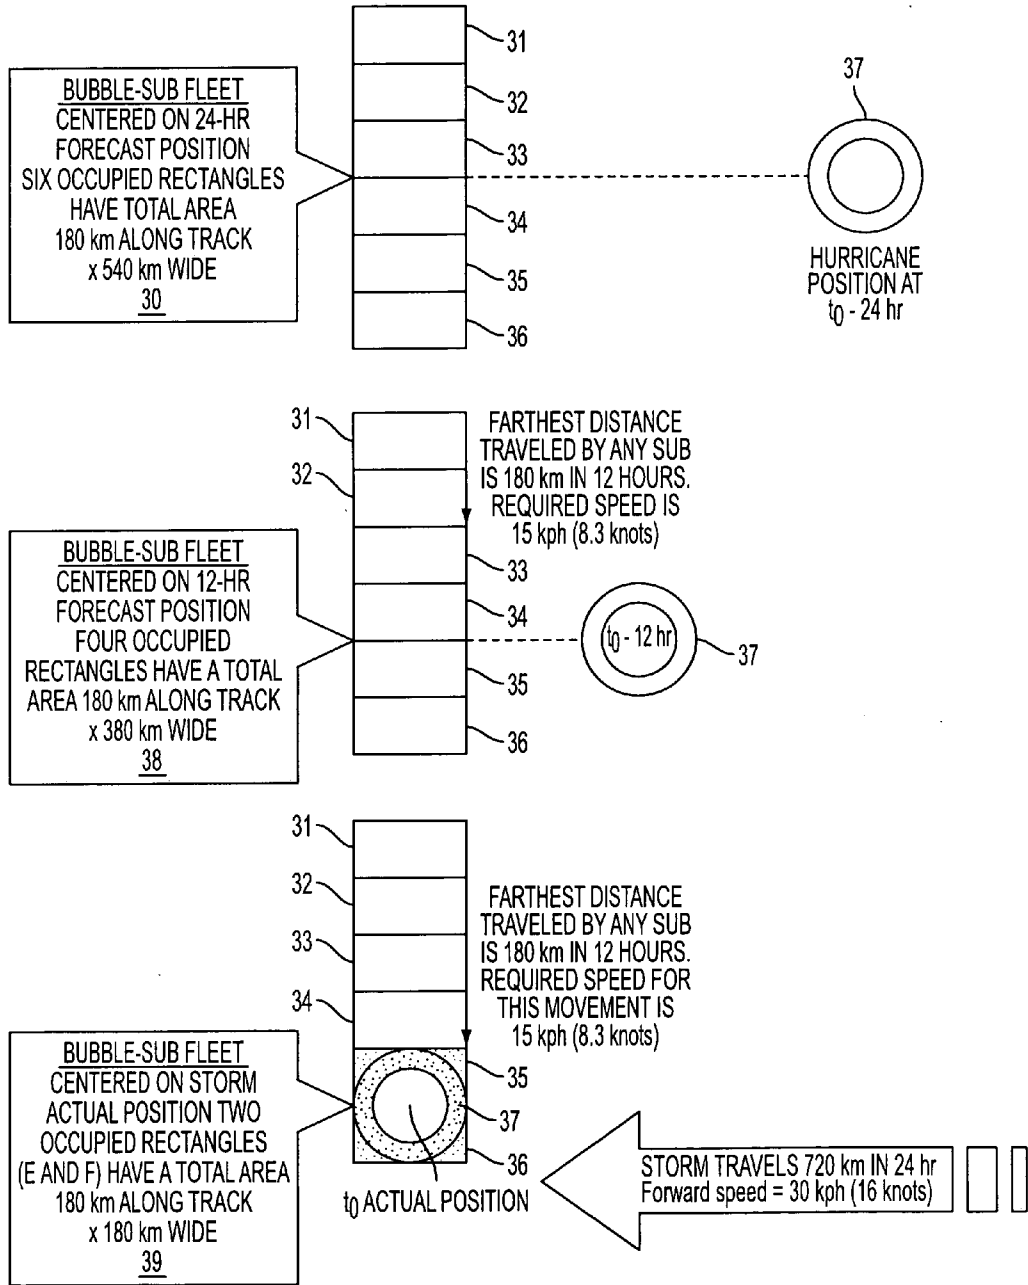 31
32
33
34
35
36
BUBBLE-SUB FLEET
CENTERED ON 24-HR
FORECAST POSITION
SIX OCCUPIED RECTANGLES
HAVE TOTAL AREA
180 km ALONG TRACK
x 540 km WIDE
30
37
HURRICANE
POSITION AT
t0 - 24 hr
31
32
FARTHEST DISTANCE
TRAVELED BY ANY SUB
IS 180 km IN 12 HOURS.
REQUIRED SPEED IS
15 kph (8.3 knots)
33
34
35
36
BUBBLE-SUB FLEET
CENTERED ON 12-HR
FORECAST POSITION
FOUR OCCUPIED
RECTANGLES HAVE A TOTAL
AREA 180 km ALONG TRACK
x 380 km WIDE
38
t0 - 12 hr
37
31
32
33
34
FARTHEST DISTANCE
TRAVELED BY ANY SUB
IS 180 km IN 12 HOURS.
REQUIRED SPEED FOR
THIS MOVEMENT IS
15 kph (8.3 knots)
35
37
36
BUBBLE-SUB FLEET
CENTERED ON STORM
ACTUAL POSITION TWO
OCCUPIED RECTANGLES
(E AND F) HAVE A TOTAL AREA
180 km ALONG TRACK
x 180 km WIDE
39
t0 ACTUAL POSITION
STORM TRAVELS 720 km IN 24 hr
Forward speed = 30 kph (16 knots)